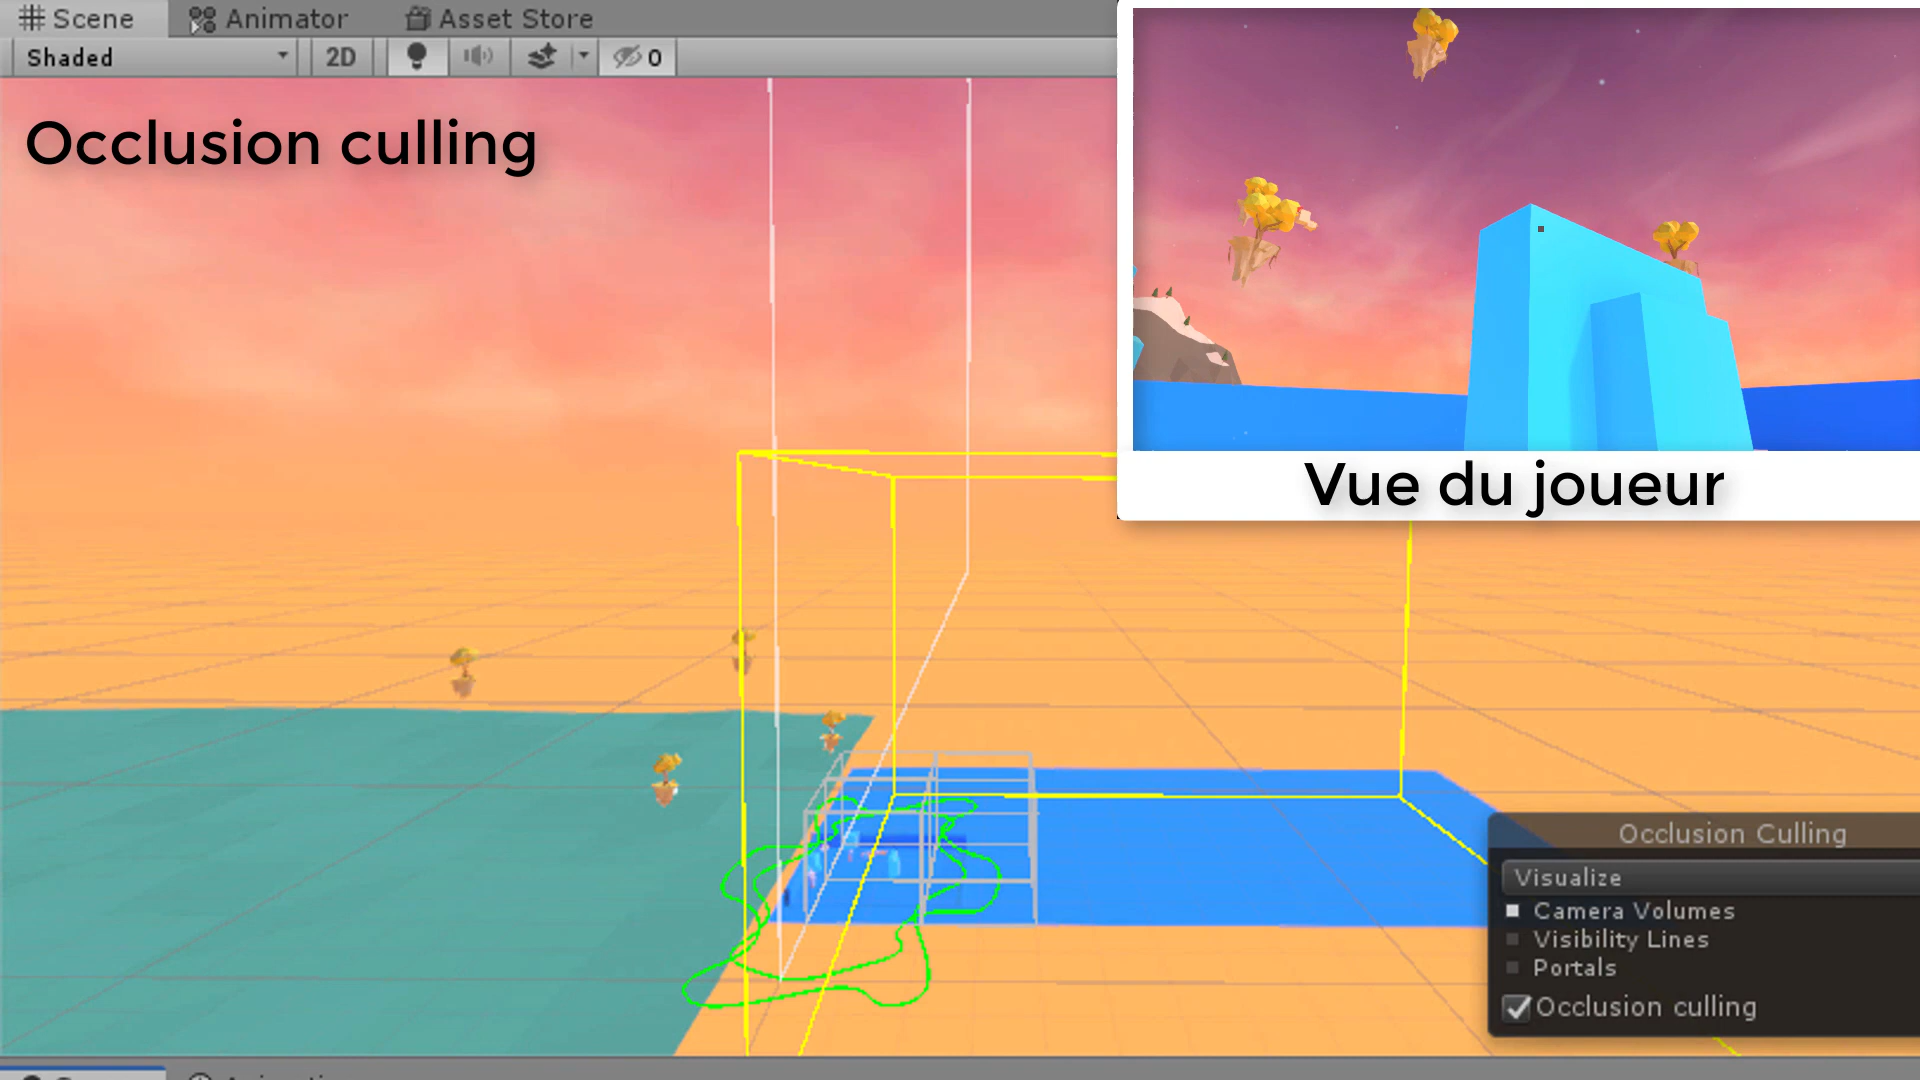 Scene Animator Asset Store
Shaded 2D 0
Occlusion culling
Vue du joueur
Occlusion Culling
Visualize
Camera Volumes
Visibility Lines
Portals
Occlusion culling